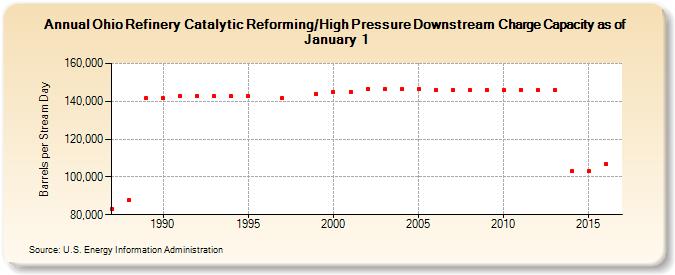 Annual Ohio Refinery Catalytic Reforming/High Pressure Downstream Charge Capacity as of
January 1
Barrels per Stream Day
160,000
140,000
120,000
100,000
80,000
1990
1995
2000
2005
2010
2015
Source: U.S. Energy Information Administration